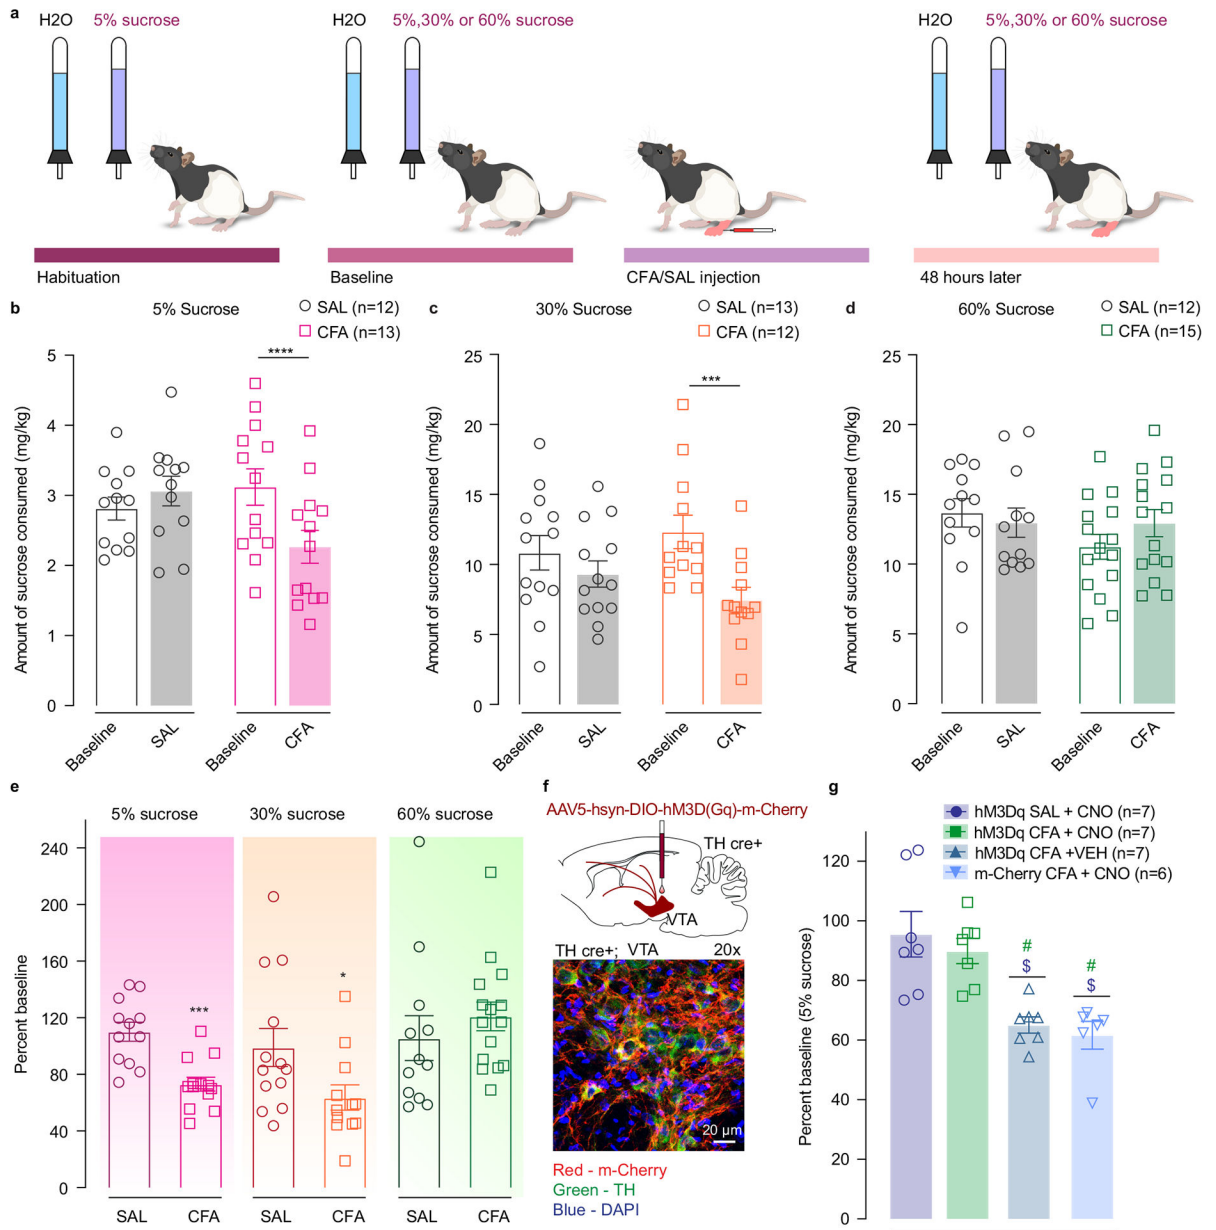 a
H2O 5% sucrose
H2O 5%,30% or 60% sucrose
H2O 5%,30% or 60% sucrose
Habituation
Baseline
CFA/SAL injection
48 hours later
b
5% Sucrose
SAL (n=12)
CFA (n=13)
Amount of sucrose consumed (mg/kg)
5
4
3
2
1
0
****
Baseline
SAL
Baseline
CFA
c
30% Sucrose
SAL (n=13)
CFA (n=12)
Amount of sucrose consumed (mg/kg)
25
20
15
10
5
0
***
Baseline
SAL
Baseline
CFA
d
60% Sucrose
SAL (n=12)
CFA (n=15)
Amount of sucrose consumed (mg/kg)
25
20
15
10
5
0
Baseline
SAL
Baseline
CFA
e
5% sucrose
30% sucrose
60% sucrose
Percent baseline
240
200
160
120
80
40
0
***
*
SAL
CFA
SAL
CFA
SAL
CFA
f
AAV5-hsyn-DIO-hM3D(Gq)-m-Cherry
TH cre+
VTA
TH cre+; VTA 20x
20 µm
Red - m-Cherry
Green - TH
Blue - DAPI
g
hM3Dq SAL + CNO (n=7)
hM3Dq CFA + CNO (n=7)
hM3Dq CFA +VEH (n=7)
m-Cherry CFA + CNO (n=6)
Percent baseline (5% sucrose)
120
100
80
60
40
20
0
#
$
#
$